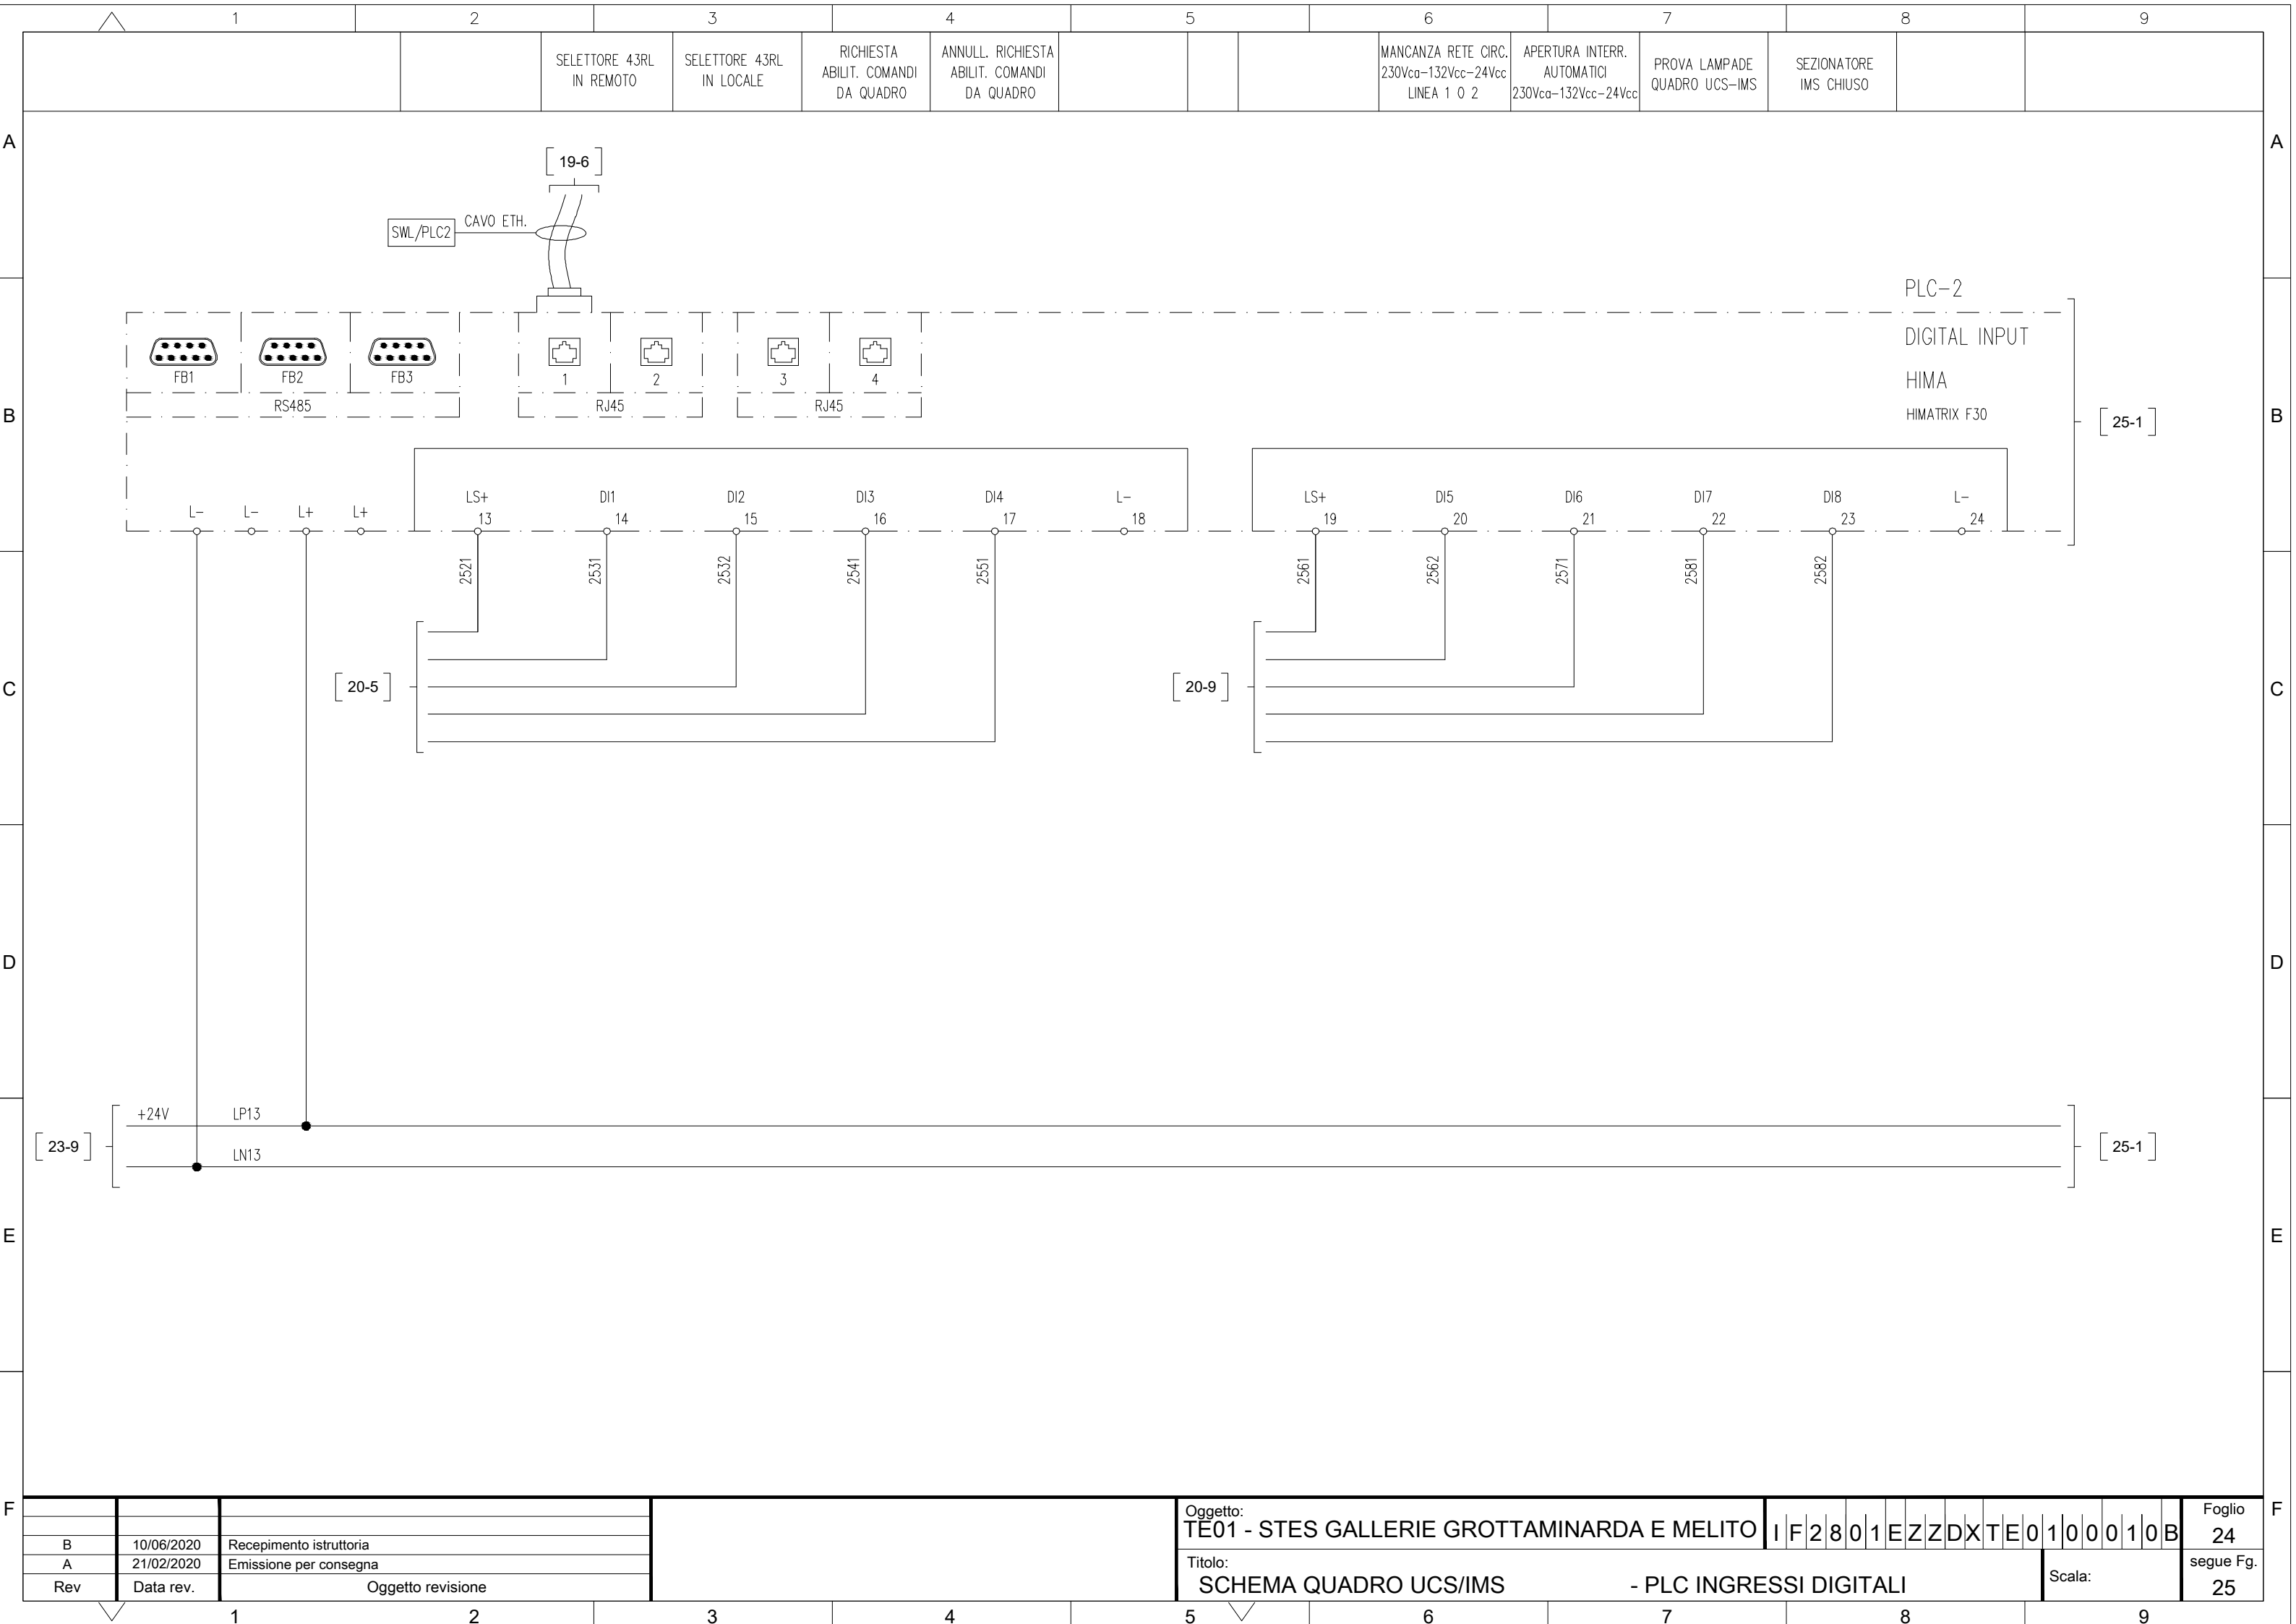 1 2 3 4 5 6 7 8 9
SELETTORE 43RL
IN REMOTO
SELETTORE 43RL
IN LOCALE
RICHIESTA
ABILIT. COMANDI
DA QUADRO
ANNULL. RICHIESTA
ABILIT. COMANDI
DA QUADRO
MANCANZA RETE CIRC.
230Vca-132Vcc-24Vcc
LINEA 1 O 2
APERTURA INTERR.
AUTOMATICI
230Vca-132Vcc-24Vcc
PROVA LAMPADE
QUADRO UCS-IMS
SEZIONATORE
IMS CHIUSO
A A
19-6
SWL/PLC2 CAVO ETH.
PLC-2
DIGITAL INPUT
HIMA
HIMATRIX F30
25-1
FB1 FB2 FB3
RS485
1 2
RJ45
3 4
RJ45
B B
L- L- L+ L+
LS+ DI1 DI2 DI3 DI4 L-
13 14 15 16 17 18
LS+ DI5 DI6 DI7 DI8 L-
19 20 21 22 23 24
2521 2531 2532 2541 2551
2561 2562 2571 2581 2582
20-5
20-9
C C
D D
+24V LP13
LN13
23-9
25-1
E E
F F
B 10/06/2020 Recepimento istruttoria
A 21/02/2020 Emissione per consegna
Rev Data rev. Oggetto revisione
Oggetto:
TE01 - STES GALLERIE GROTTAMINARDA E MELITO
IF2801EZZDXTE0100010B
Foglio
24
Titolo:
SCHEMA QUADRO UCS/IMS - PLC INGRESSI DIGITALI
Scala:
segue Fg.
25
1 2 3 4 5 6 7 8 9